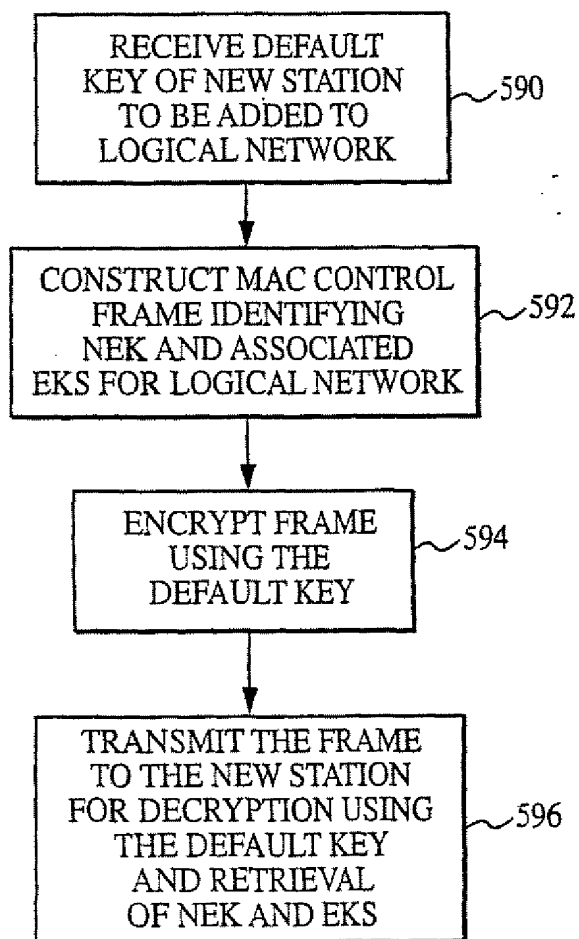 RECEIVE DEFAULT
KEY OF NEW STATION
TO BE ADDED TO
LOGICAL NETWORK
590
CONSTRUCT MAC CONTROL
FRAME IDENTIFYING
NEK AND ASSOCIATED
EKS FOR LOGICAL NETWORK
592
ENCRYPT FRAME
USING THE
DEFAULT KEY
594
TRANSMIT THE FRAME
TO THE NEW STATION
FOR DECRYPTION USING
THE DEFAULT KEY
AND RETRIEVAL
OF NEK AND EKS
596